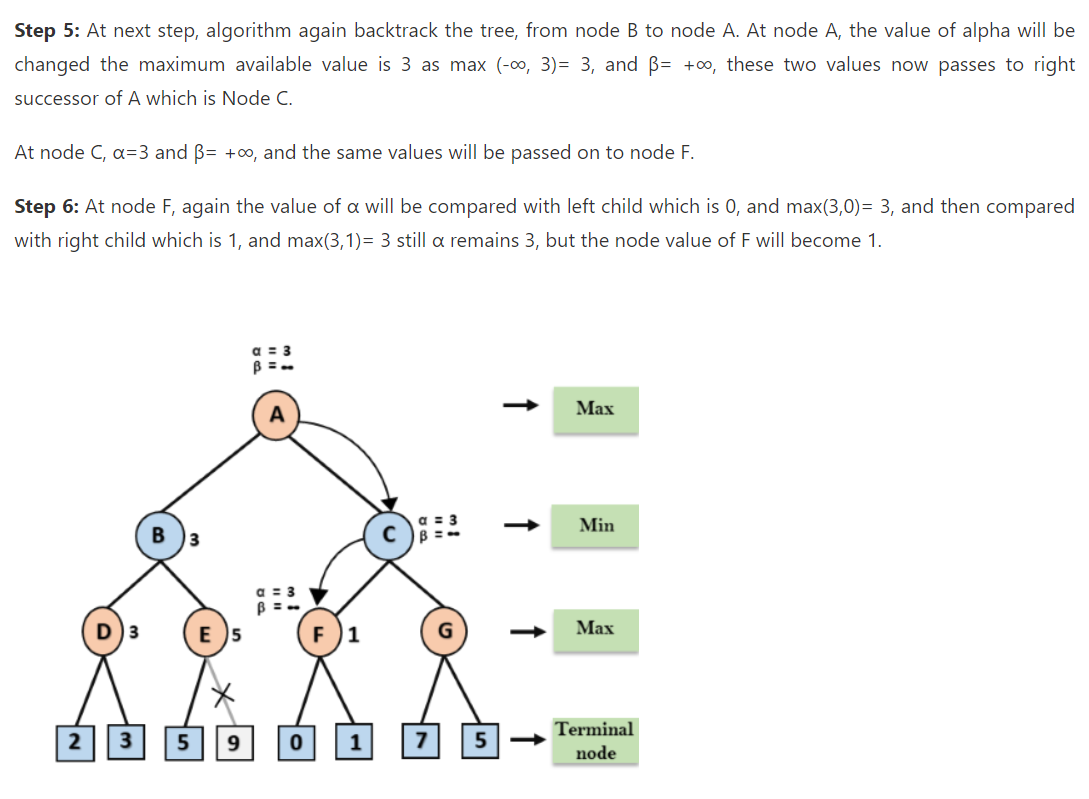 Step 5: At next step, algorithm again backtrack the tree, from node B to node A. At node A, the value of alpha will be
changed the maximum available value is 3 as max (-∞, 3)= 3, and β= +∞, these two values now passes to right
successor of A which is Node C.
At node C, α=3 and β= +∞, and the same values will be passed on to node F.
Step 6: At node F, again the value of α will be compared with left child which is 0, and max(3,0)= 3, and then compared
with right child which is 1, and max(3,1)= 3 still α remains 3, but the node value of F will become 1.
α = 3
β = ∞
A
Max
B 3
C
α = 3
β = ∞
Min
α = 3
β = ∞
D 3
E 5
F 1
G
Max
2 3 5 9 0 1 7 5
Terminal
node